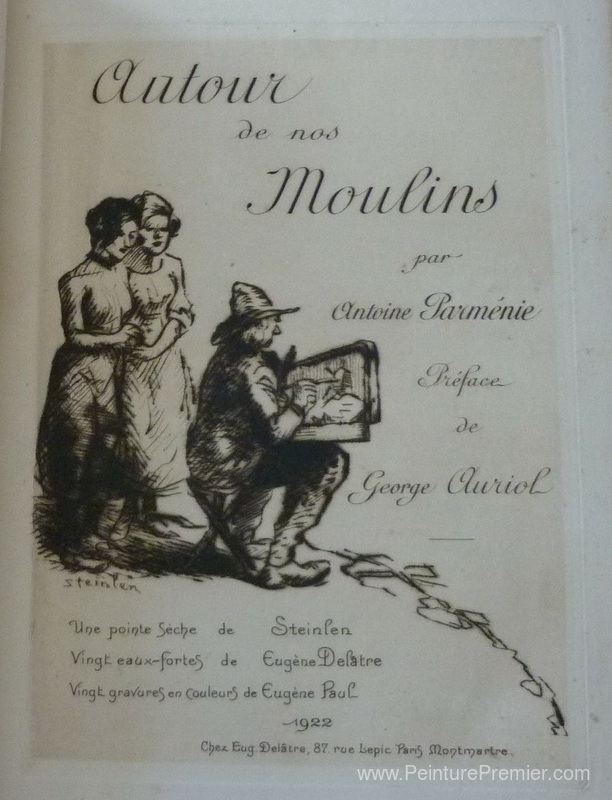 Autour
de nos
Moulins
par
Antoine Parménie
Préface
de
George Auriol
steinlen
Une pointe sèche de Steinlen
Vingt eaux-fortes de Eugène Delâtre
Vingt gravures en couleurs de Eugène Paul
1922
Chez Eug. Delâtre, 87, rue Lepic Paris Montmartre.
www.PeinturePremier.com